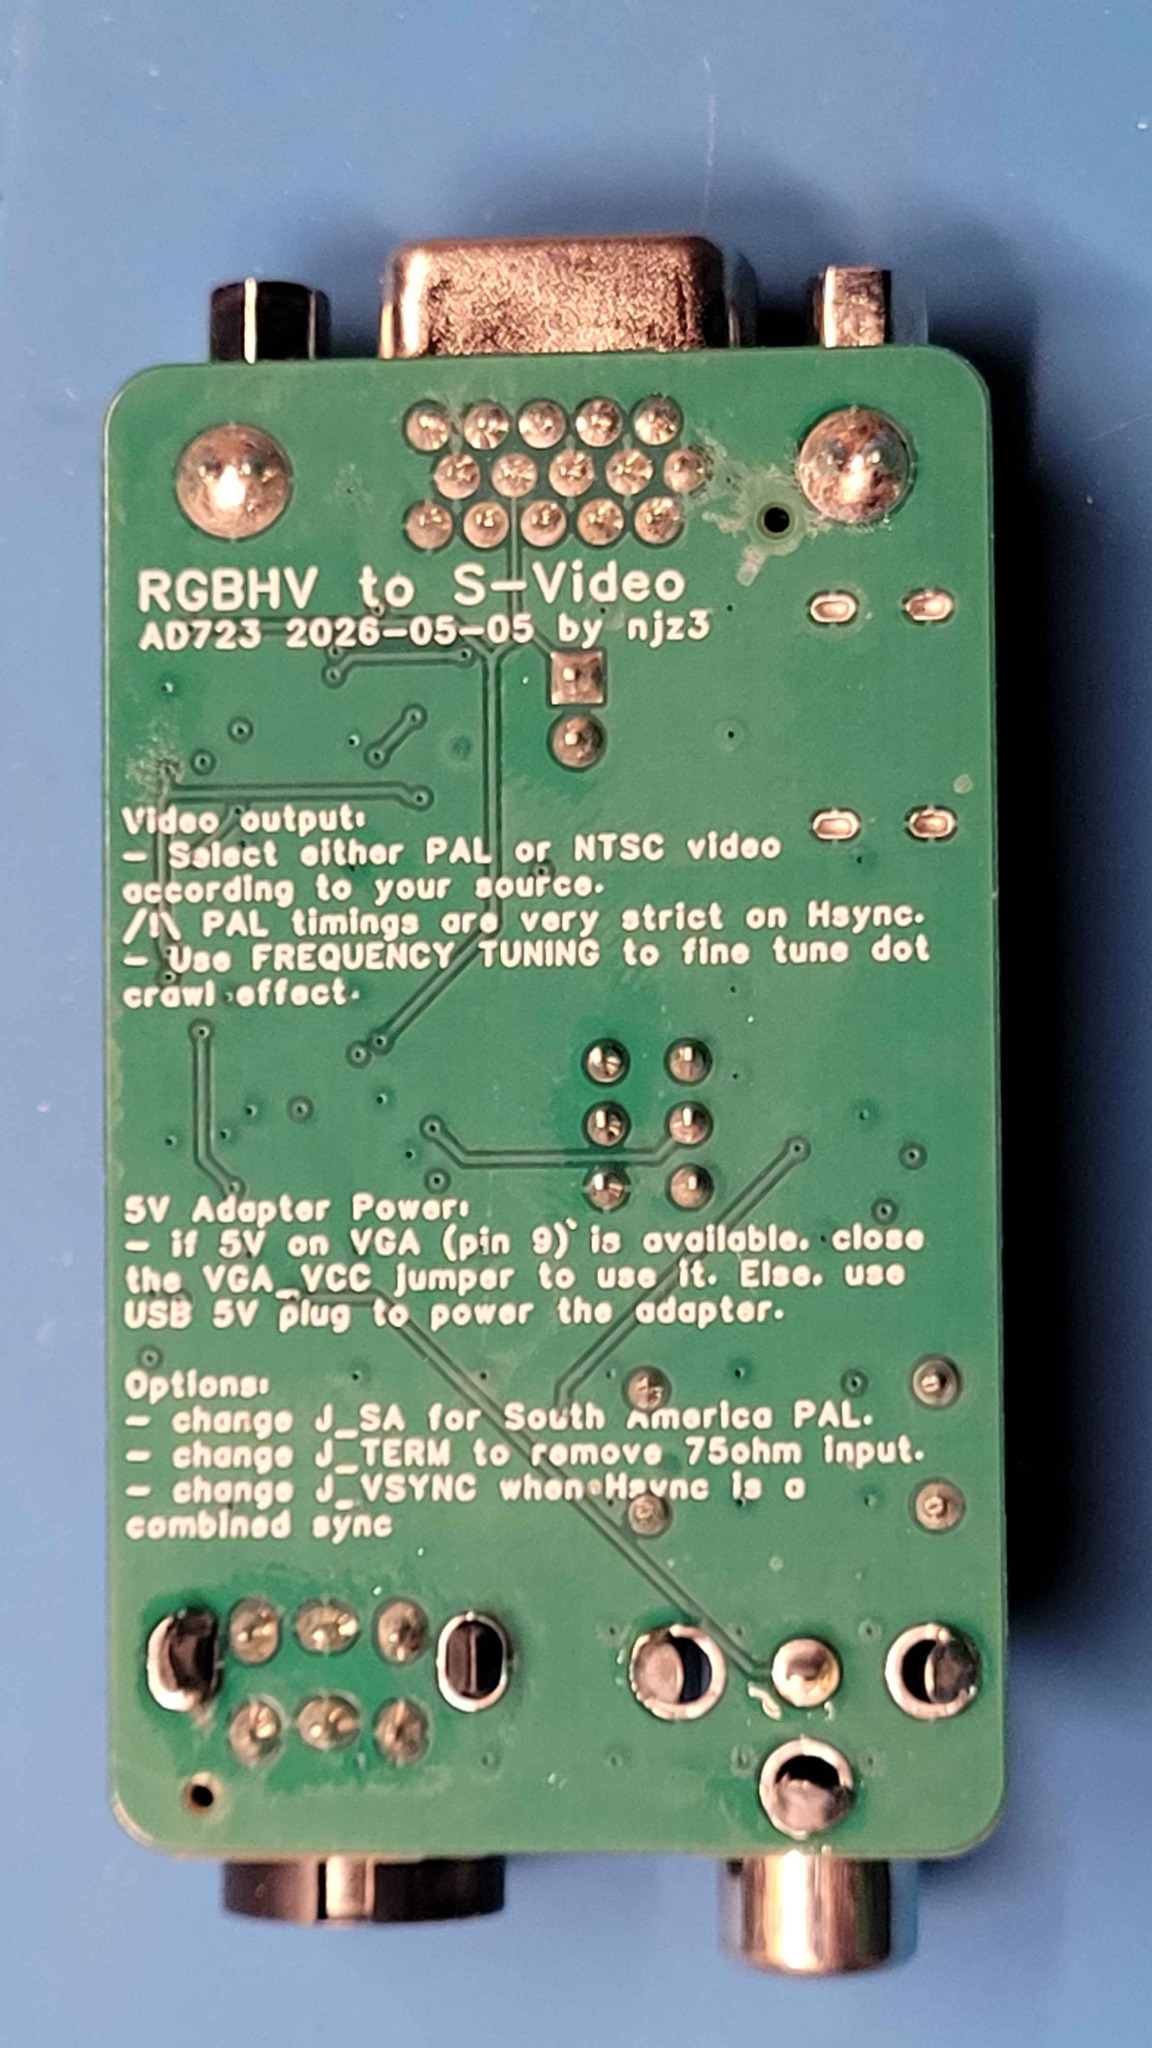 RGBHV to S-Video
AD723 2026-05-05 by njz3
Video output:
- Select either PAL or NTSC video
according to your source.
/!\ PAL timings are very strict on Hsync.
- Use FREQUENCY TUNING to fine tune dot
crawl effect.
5V Adapter Power:
- if 5V on VGA (pin 9) is available, close
the VGA_VCC jumper to use it. Else, use
USB 5V plug to power the adapter.
Options:
- change J_SA for South America PAL.
- change J_TERM to remove 75ohm input.
- change J_VSYNC when Hsync is a
combined sync